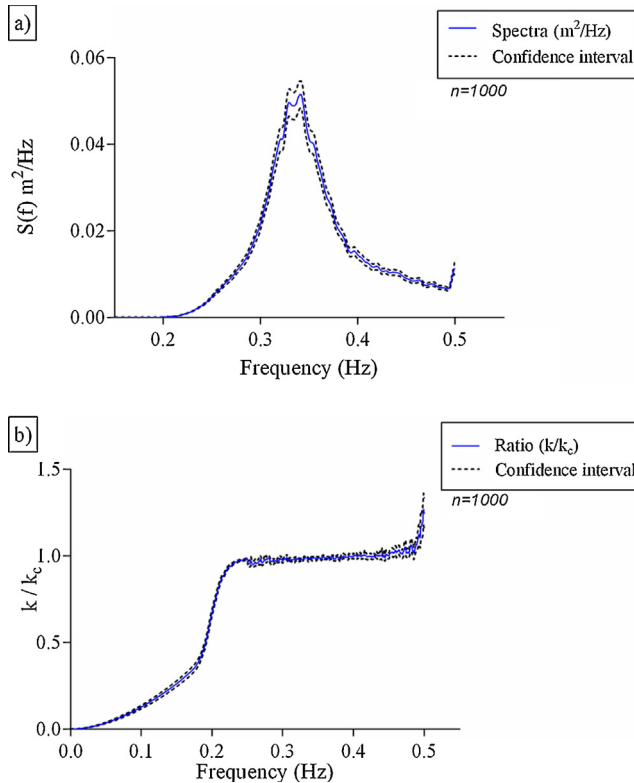 a)
Spectra (m²/Hz)
Confidence interval
n=1000
S(f) m²/Hz
0.06
0.04
0.02
0.00
0.2 0.3 0.4 0.5
Frequency (Hz)
b)
Ratio (k/kc)
Confidence interval
n=1000
k / kc
1.5
1.0
0.5
0.0
0.0 0.1 0.2 0.3 0.4 0.5
Frequency (Hz)